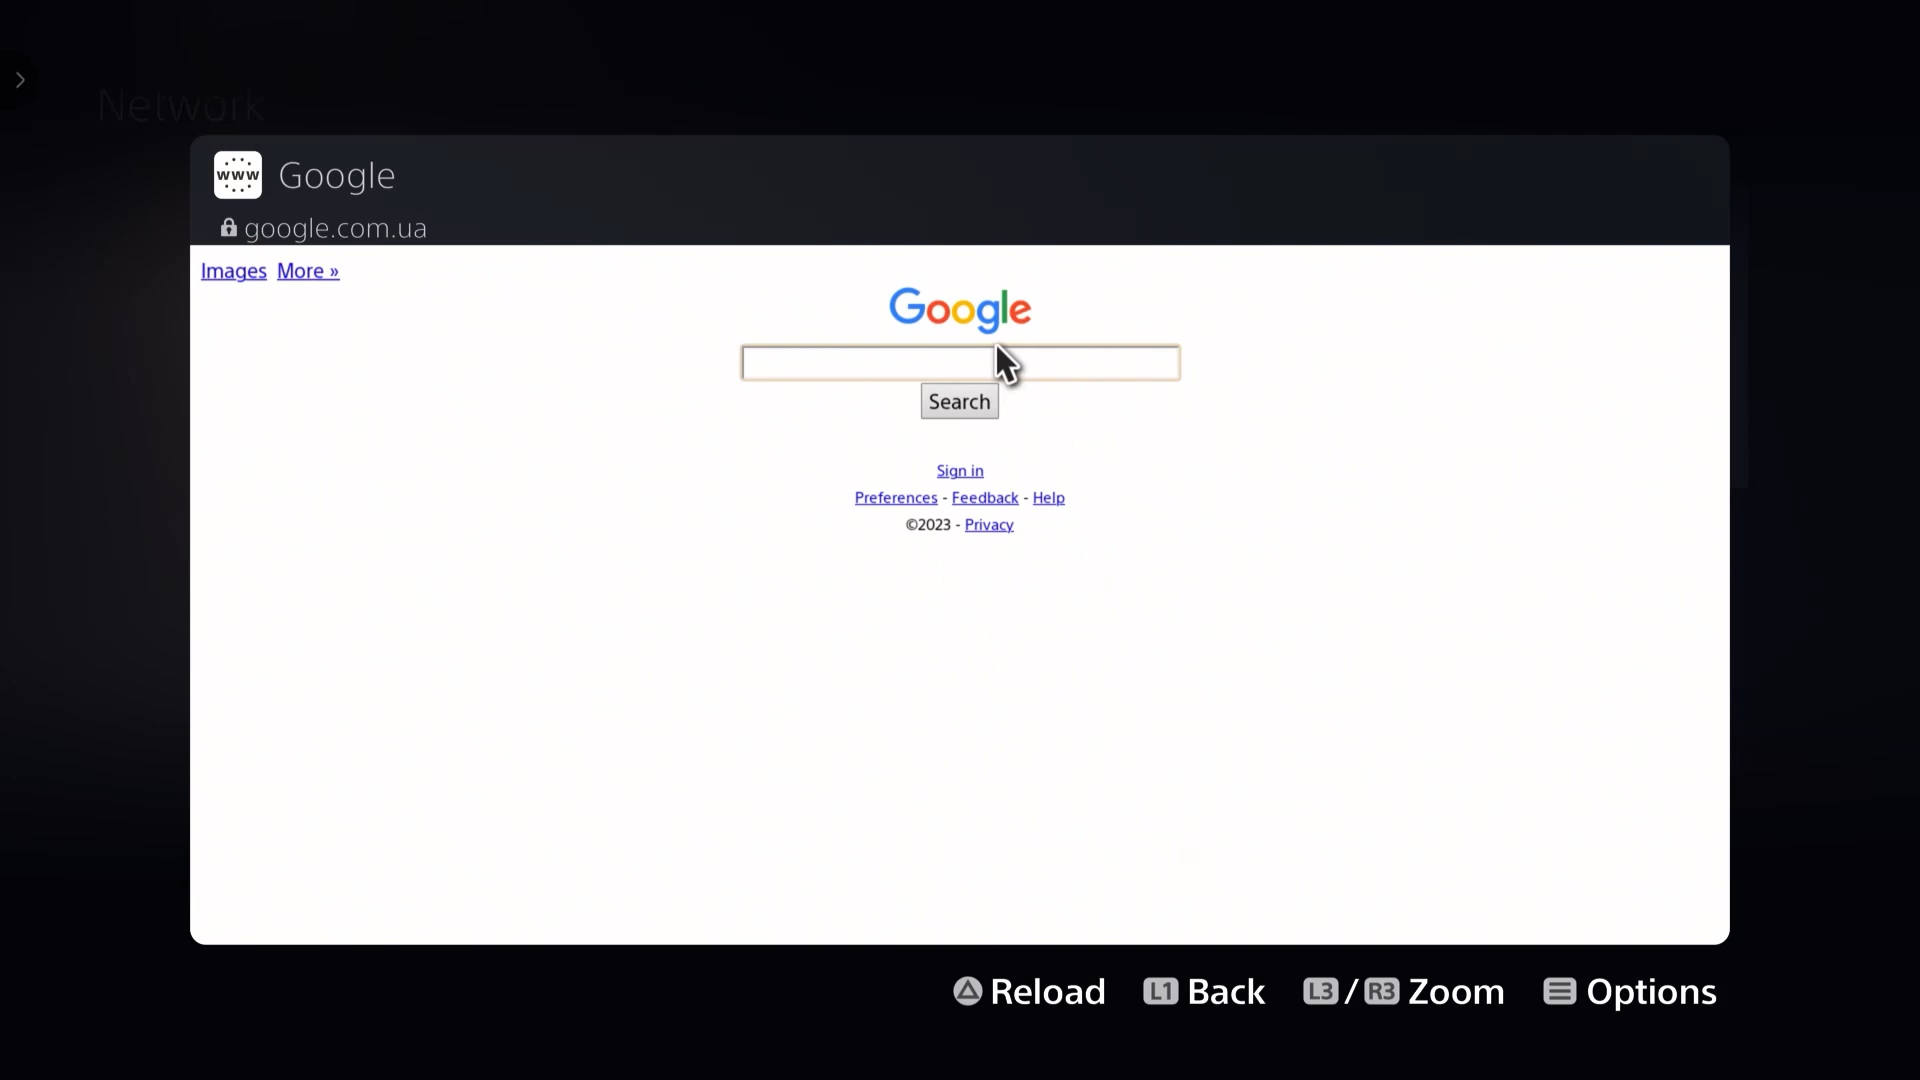 Network
www
Google
google.com.ua
Images More »
Google
Search
Sign in
Preferences - Feedback - Help
©2023 - Privacy
Reload L1 Back L3 / R3 Zoom Options